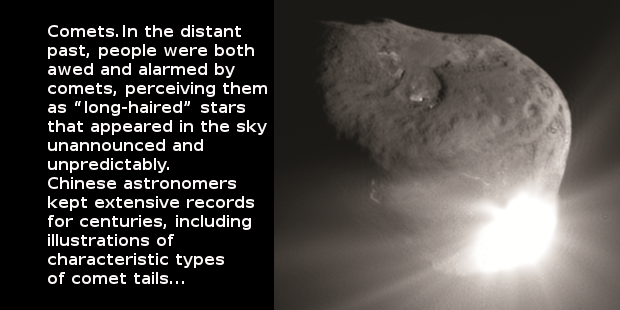 Comets.In the distant
past, people were both
awed and alarmed by
comets, perceiving them
as “long-haired” stars
that appeared in the sky
unannounced and
unpredictably.
Chinese astronomers
kept extensive records
for centuries, including
illustrations of
characteristic types
of comet tails...